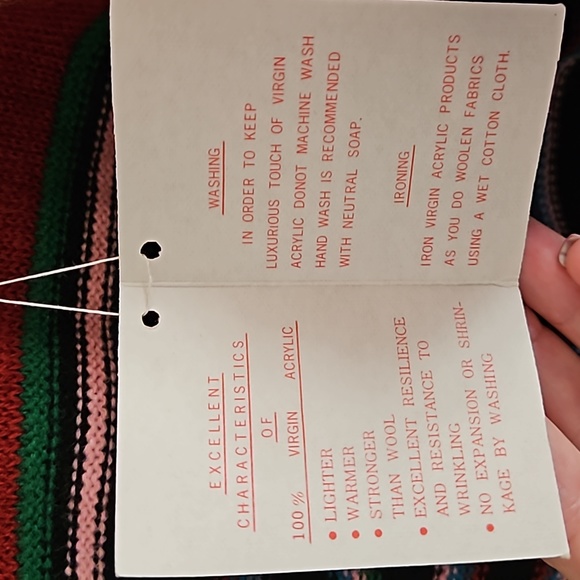 EXCELLENT
CHARACTERISTICS
OF
100% VIRGIN ACRYLIC
• LIGHTER
• WARMER
• STRONGER
THAN WOOL
• EXCELLENT RESILIENCE
AND RESISTANCE TO
WRINKLING
• NO EXPANSION OR SHRIN-
KAGE BY WASHING
WASHING
IN ORDER TO KEEP
LUXURIOUS TOUCH OF VIRGIN
ACRYLIC DONOT MACHINE WASH
HAND WASH IS RECOMMENDED
WITH NEUTRAL SOAP.
IRONING
IRON VIRGIN ACRYLIC PRODUCTS
AS YOU DO WOOLEN FABRICS
USING A WET COTTON CLOTH.